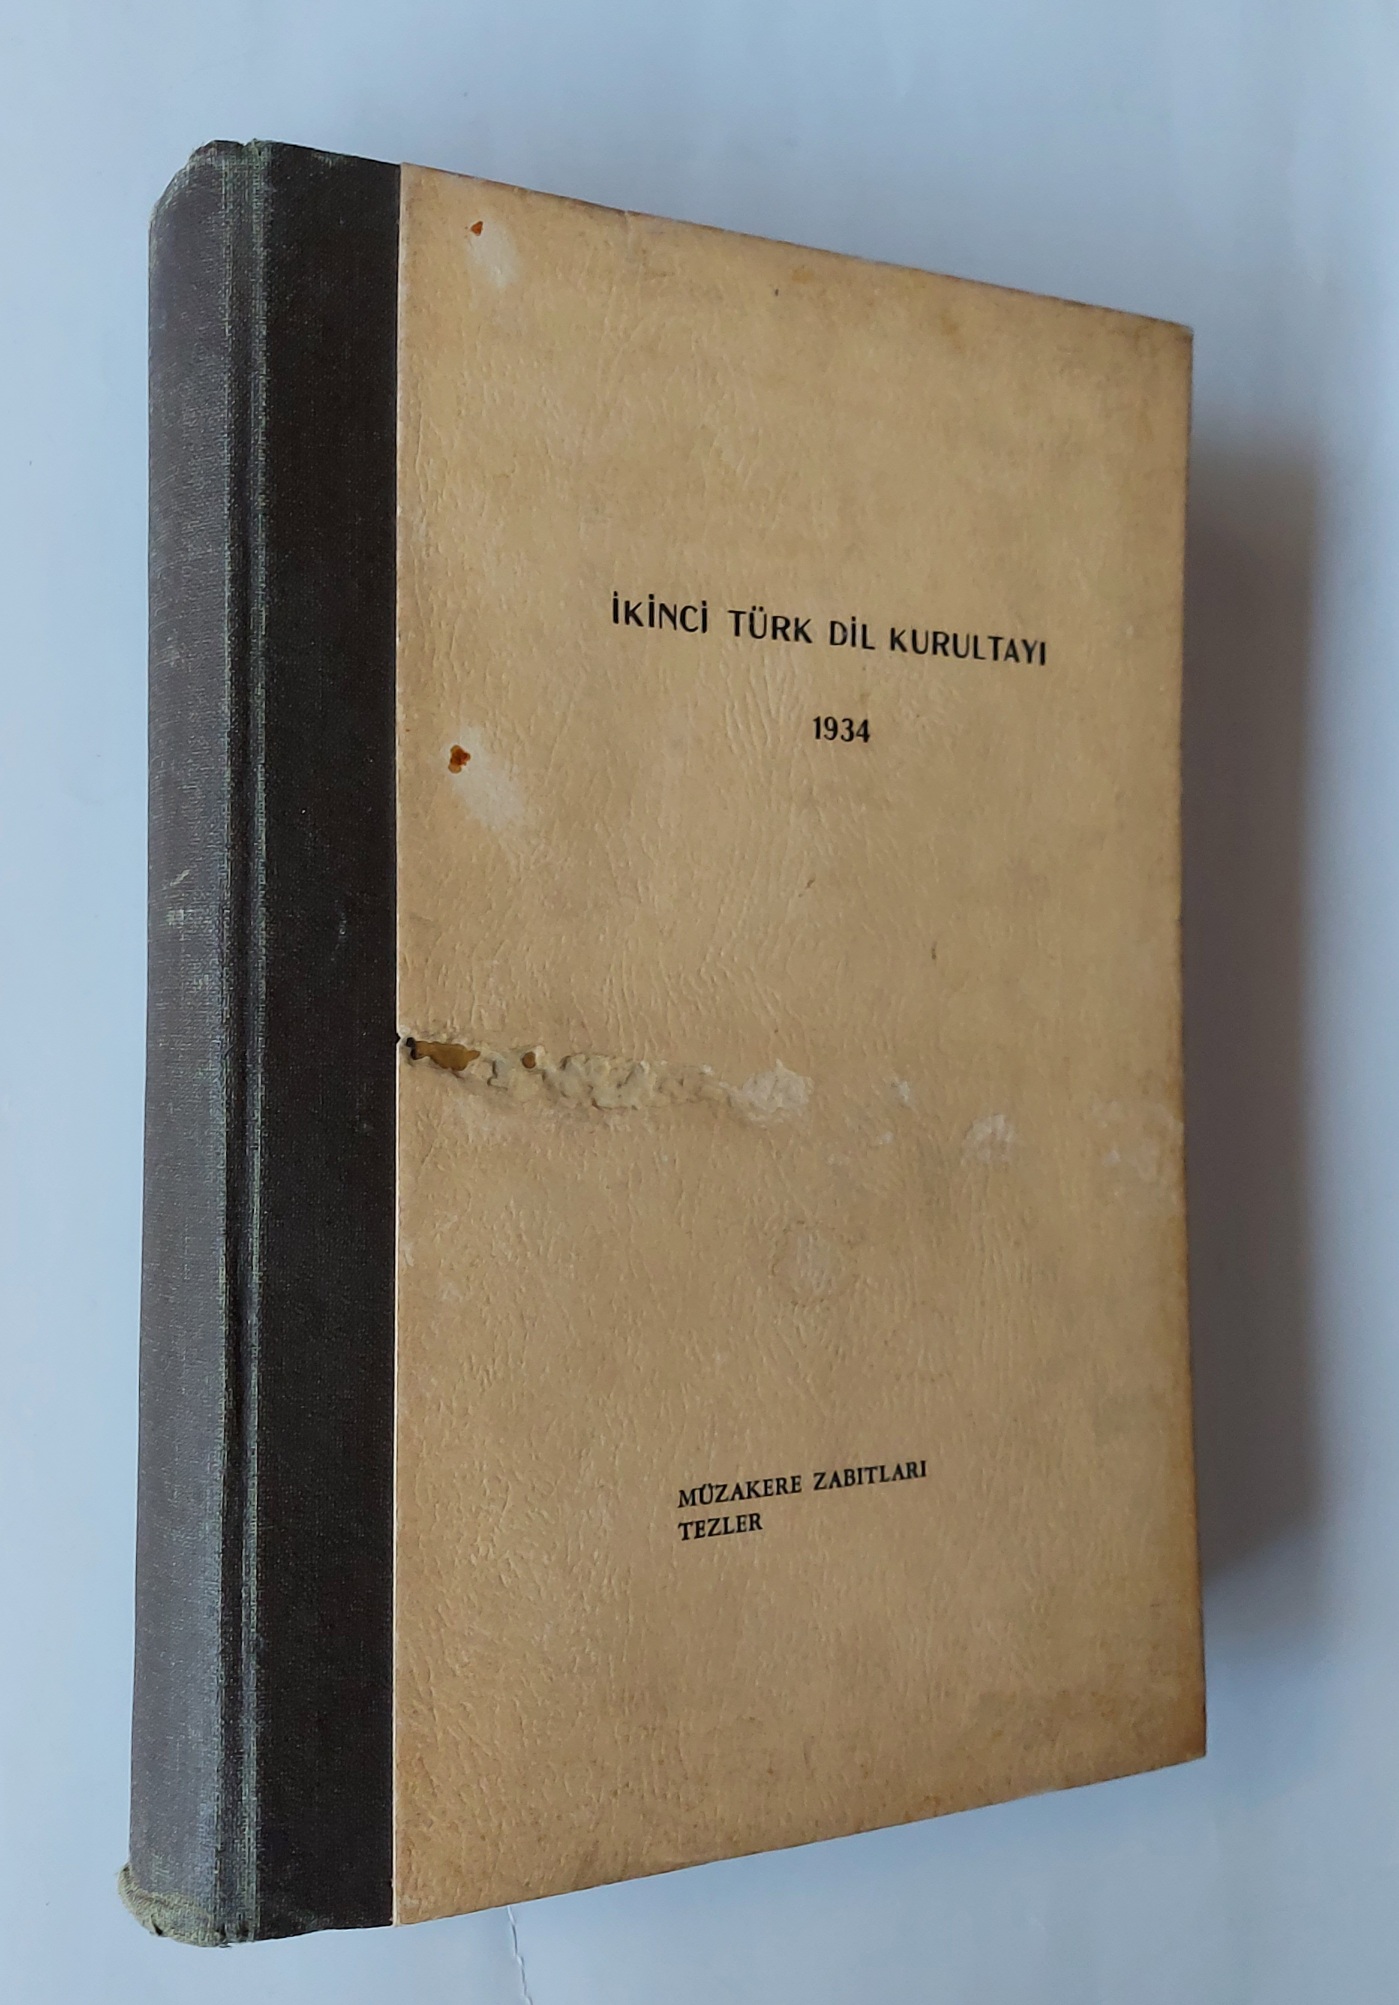 İKİNCİ TÜRK DİL KURULTAYI
1934
MÜZAKERE ZABITLARI
TEZLER